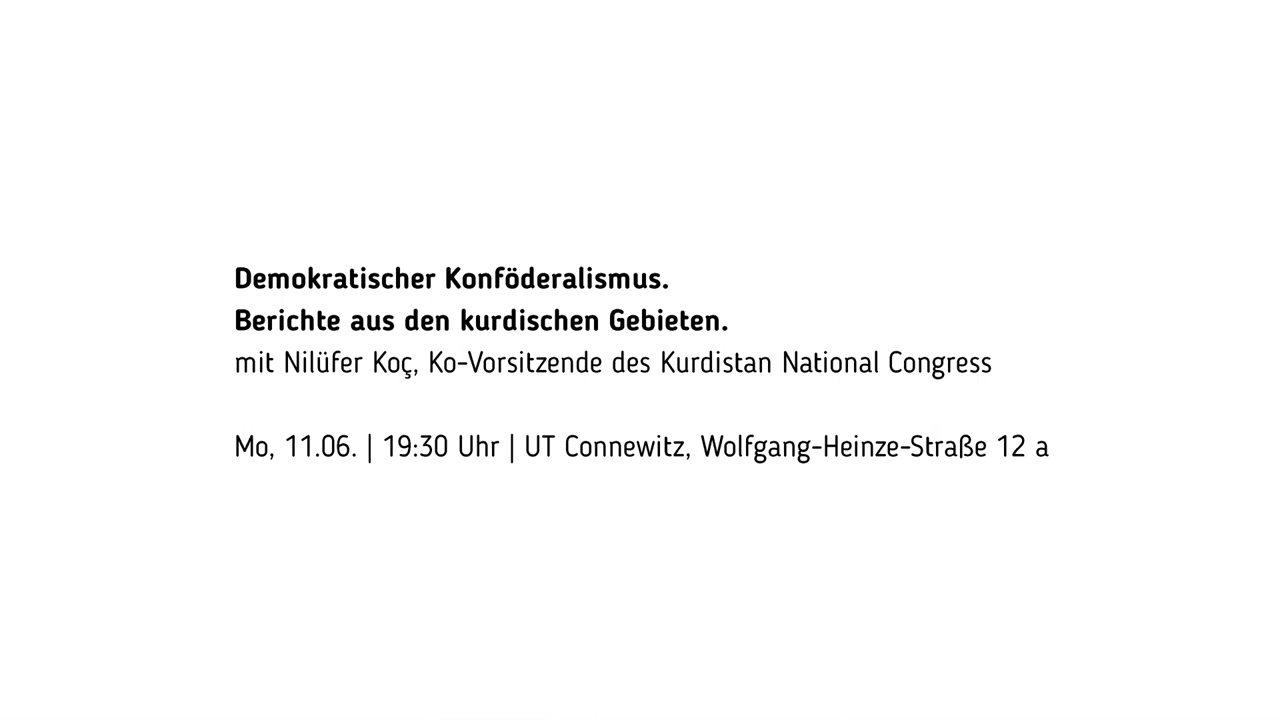 Demokratischer Konföderalismus.
Berichte aus den kurdischen Gebieten.
mit Nilüfer Koç, Ko-Vorsitzende des Kurdistan National Congress
Mo, 11.06. | 19:30 Uhr | UT Connewitz, Wolfgang-Heinze-Straße 12 a